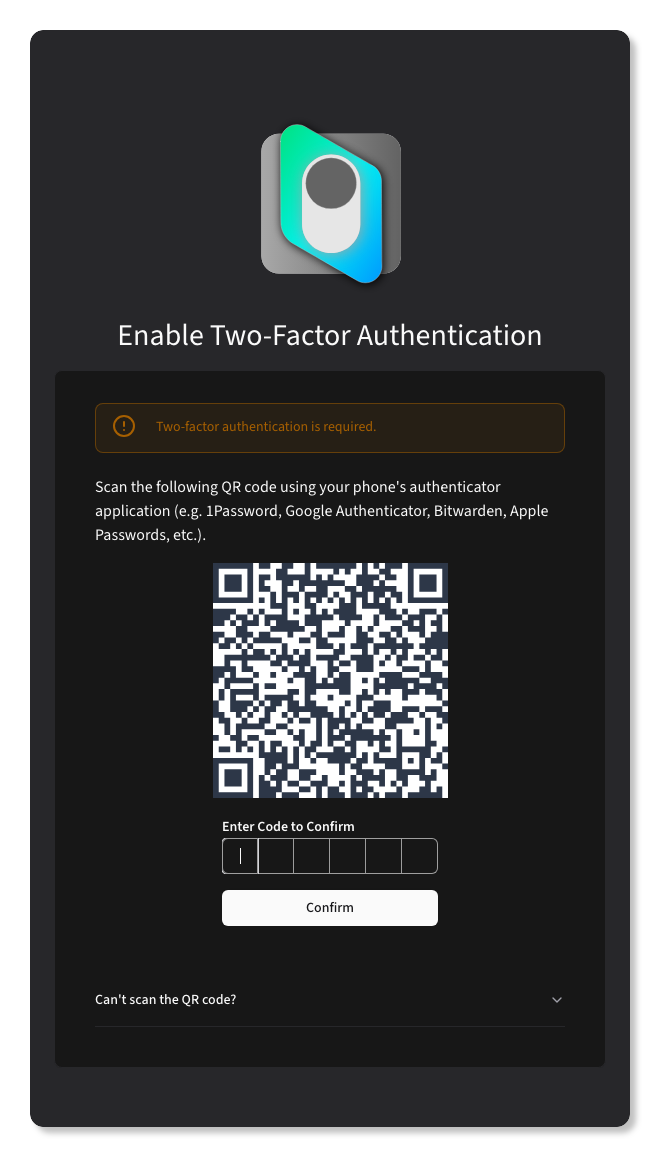 Enable Two-Factor Authentication
Two-factor authentication is required.
Scan the following QR code using your phone's authenticator
application (e.g. 1Password, Google Authenticator, Bitwarden, Apple
Passwords, etc.).
Enter Code to Confirm
Confirm
Can't scan the QR code?